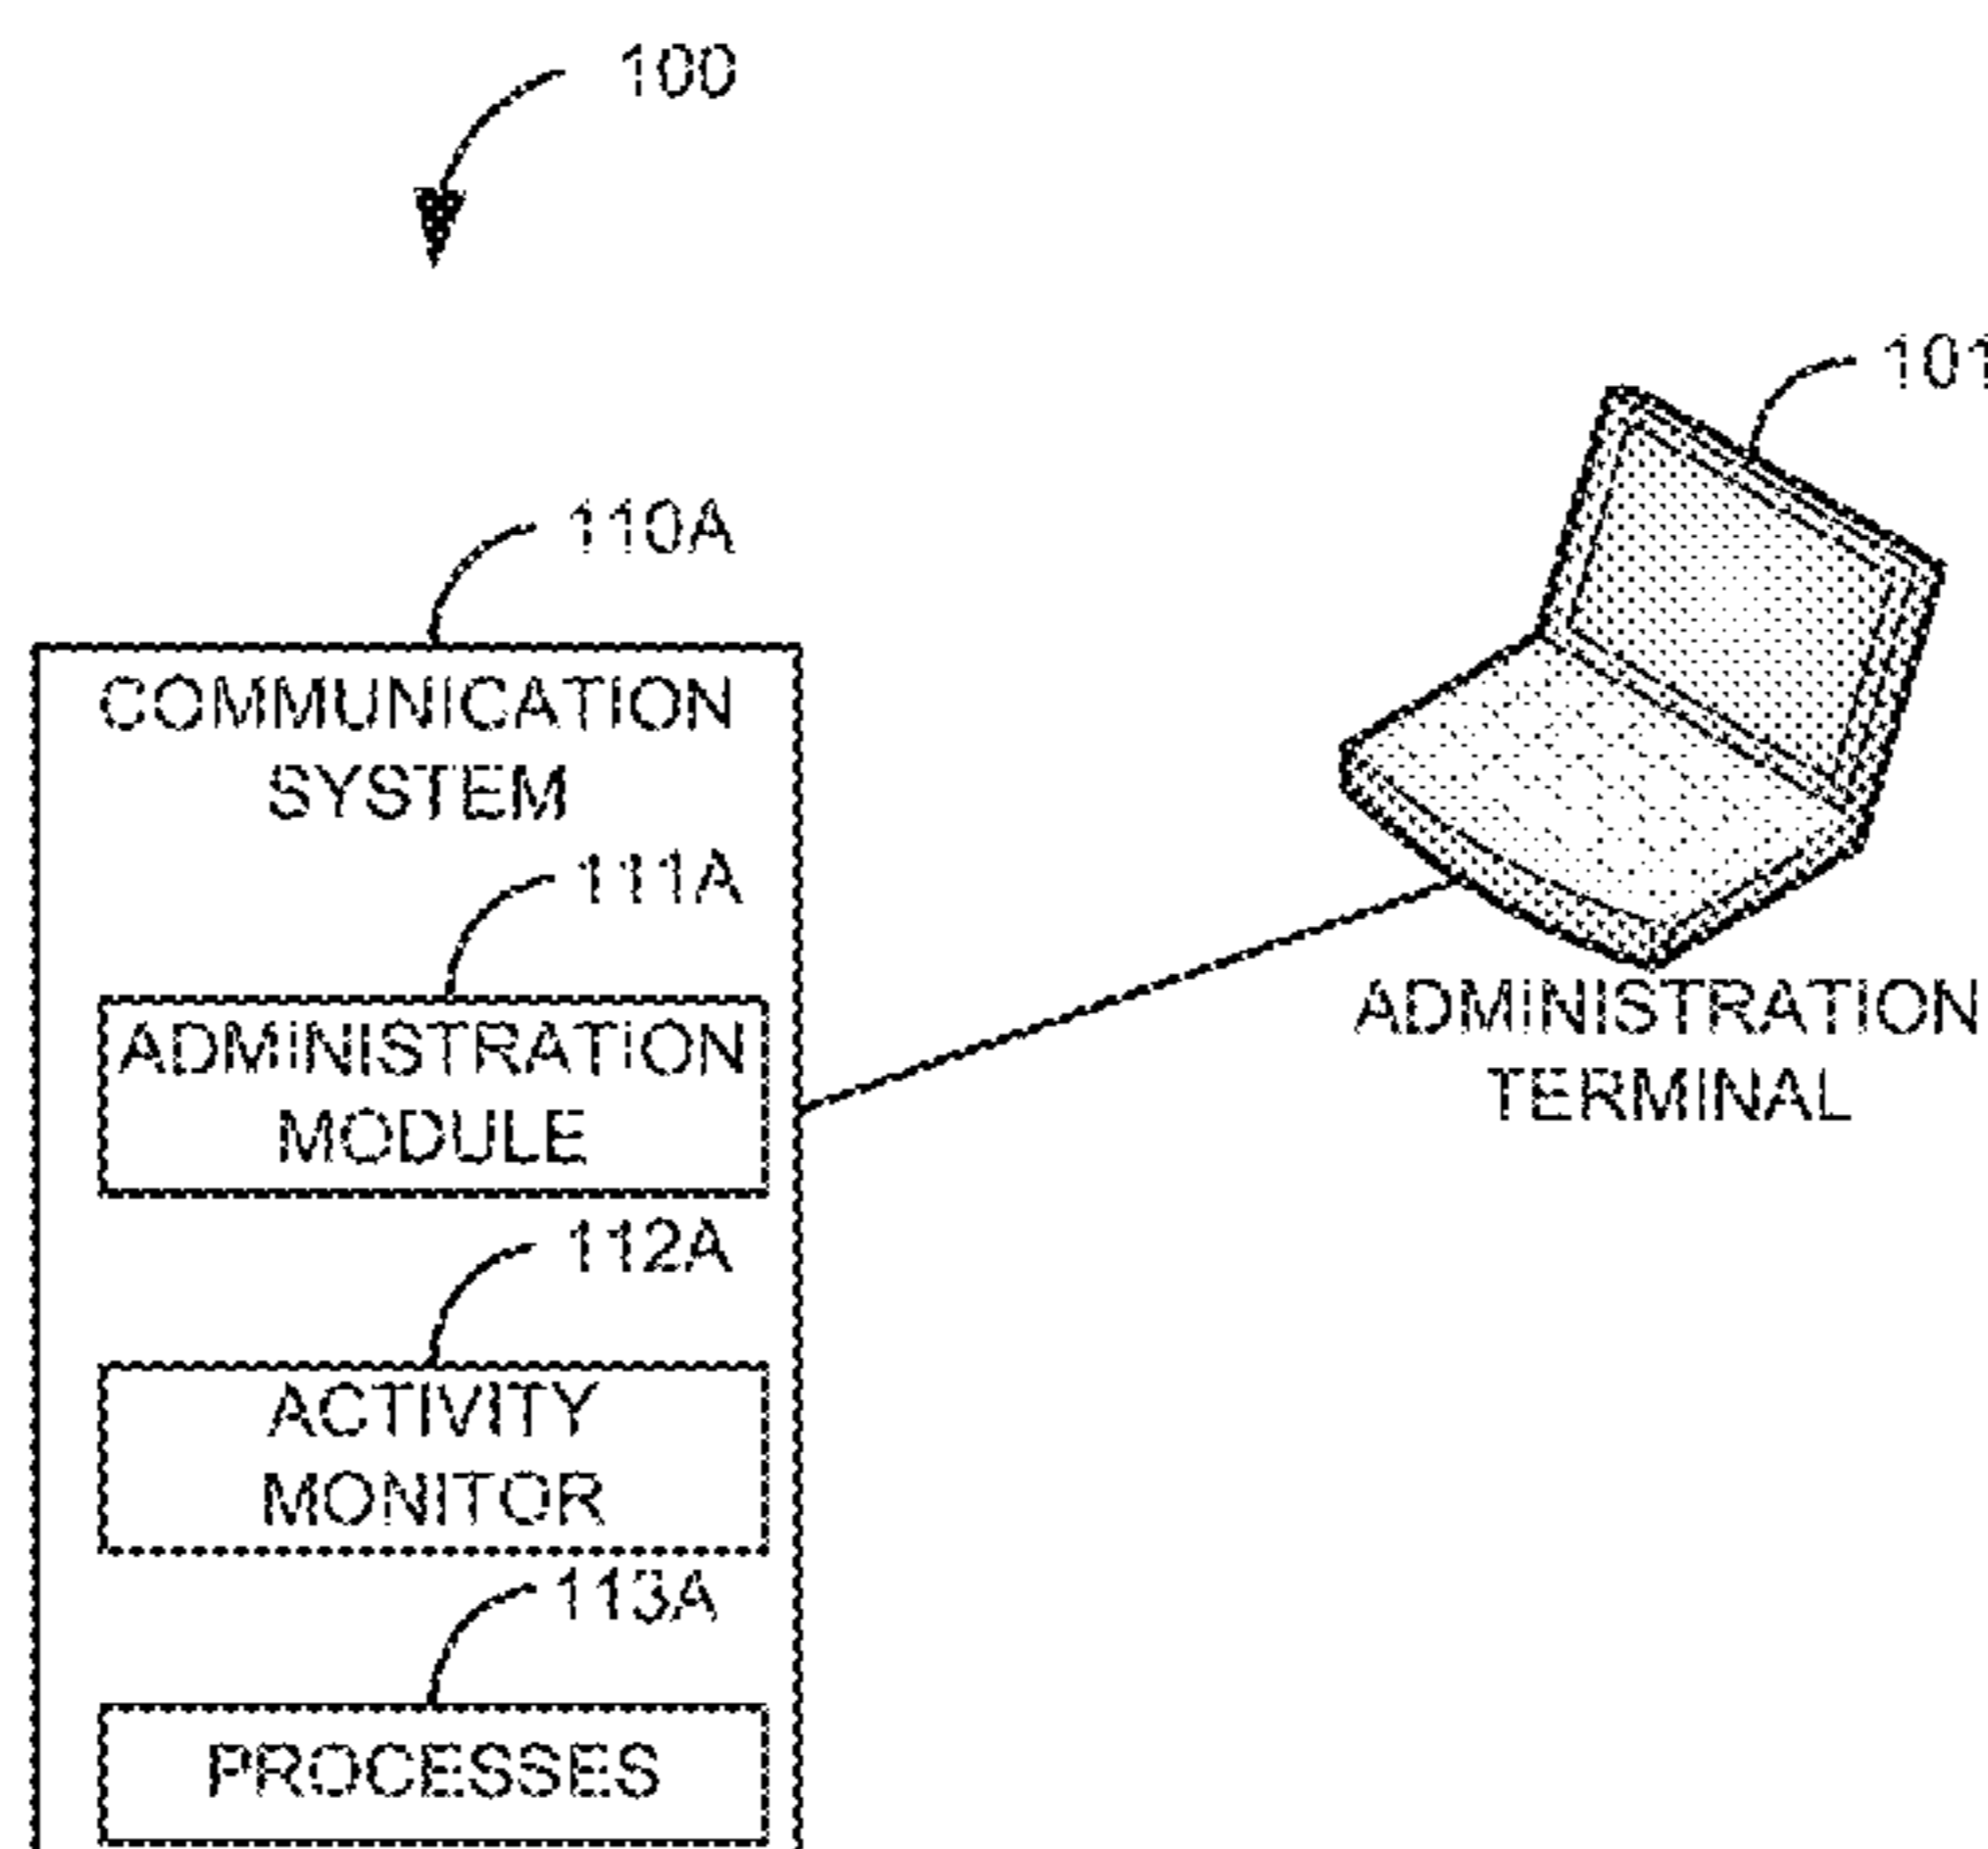 100
101
110A
COMMUNICATION
SYSTEM
111A
ADMINISTRATION
MODULE
ADMINISTRATION
TERMINAL
112A
ACTIVITY
MONITOR
113A
PROCESSES